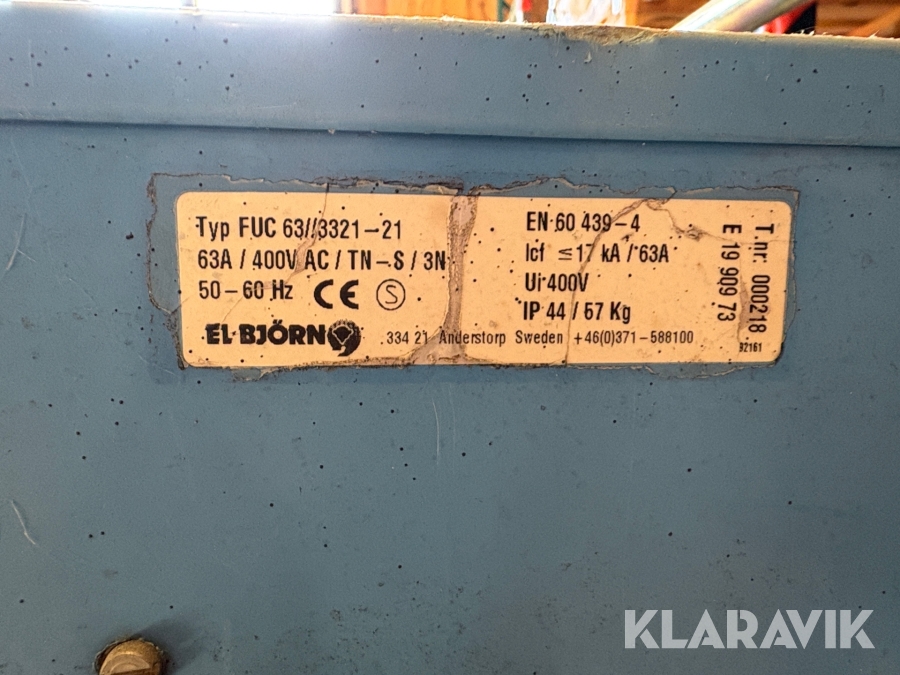 Typ FUC 63//3321-21
63A / 400V AC / TN-S / 3N
50-60 Hz CE S
EL·BJÖRN
EN 60 439-4
Icf ≤17 kA / 63A
Ui 400V
IP 44 / 57 Kg
334 21 Anderstorp Sweden +46(0)371-588100
T.nr. 000218
E 19 909 73
92161
KLARAVIK